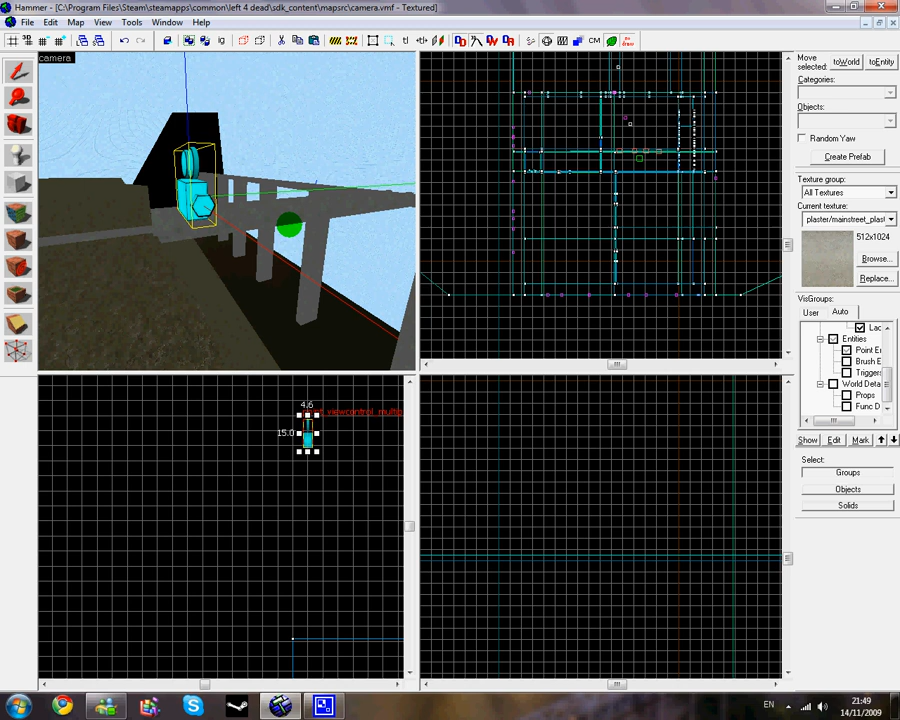 Hammer - [C:\Program Files\Steam\steamapps\common\left 4 dead\sdk_content\mapsrc\camera.vmf - Textured]
File Edit Map View Tools Instancing Window Help
CM
camera
4.6
15.0
viewcontrol_multip
Move
selected:
toWorld
toEntity
Categories:
Objects:
Random Yaw
Create Prefab
Texture group:
All Textures
Current texture:
plaster/mainstreet_plast
512x1024
Browse...
Replace...
VisGroups:
User
Auto
Entities
Point En
Brush E
Triggers
World Deta
Props
Func D
Show
Edit
Mark
Select:
Groups
Objects
Solids
EN
21:49
14/11/2009